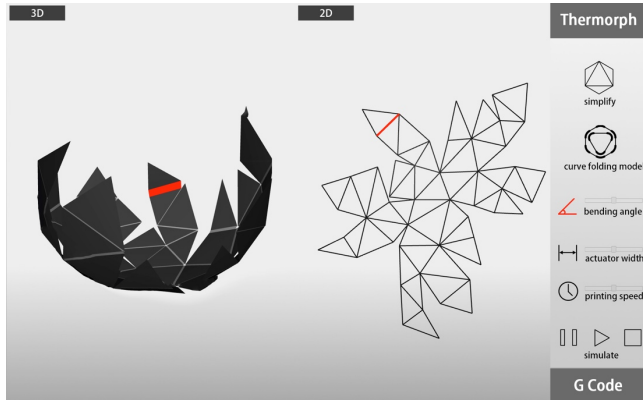 3D
2D
Thermorph
simplify
curve folding model
bending angle
actuator width
printing speed
simulate
G Code